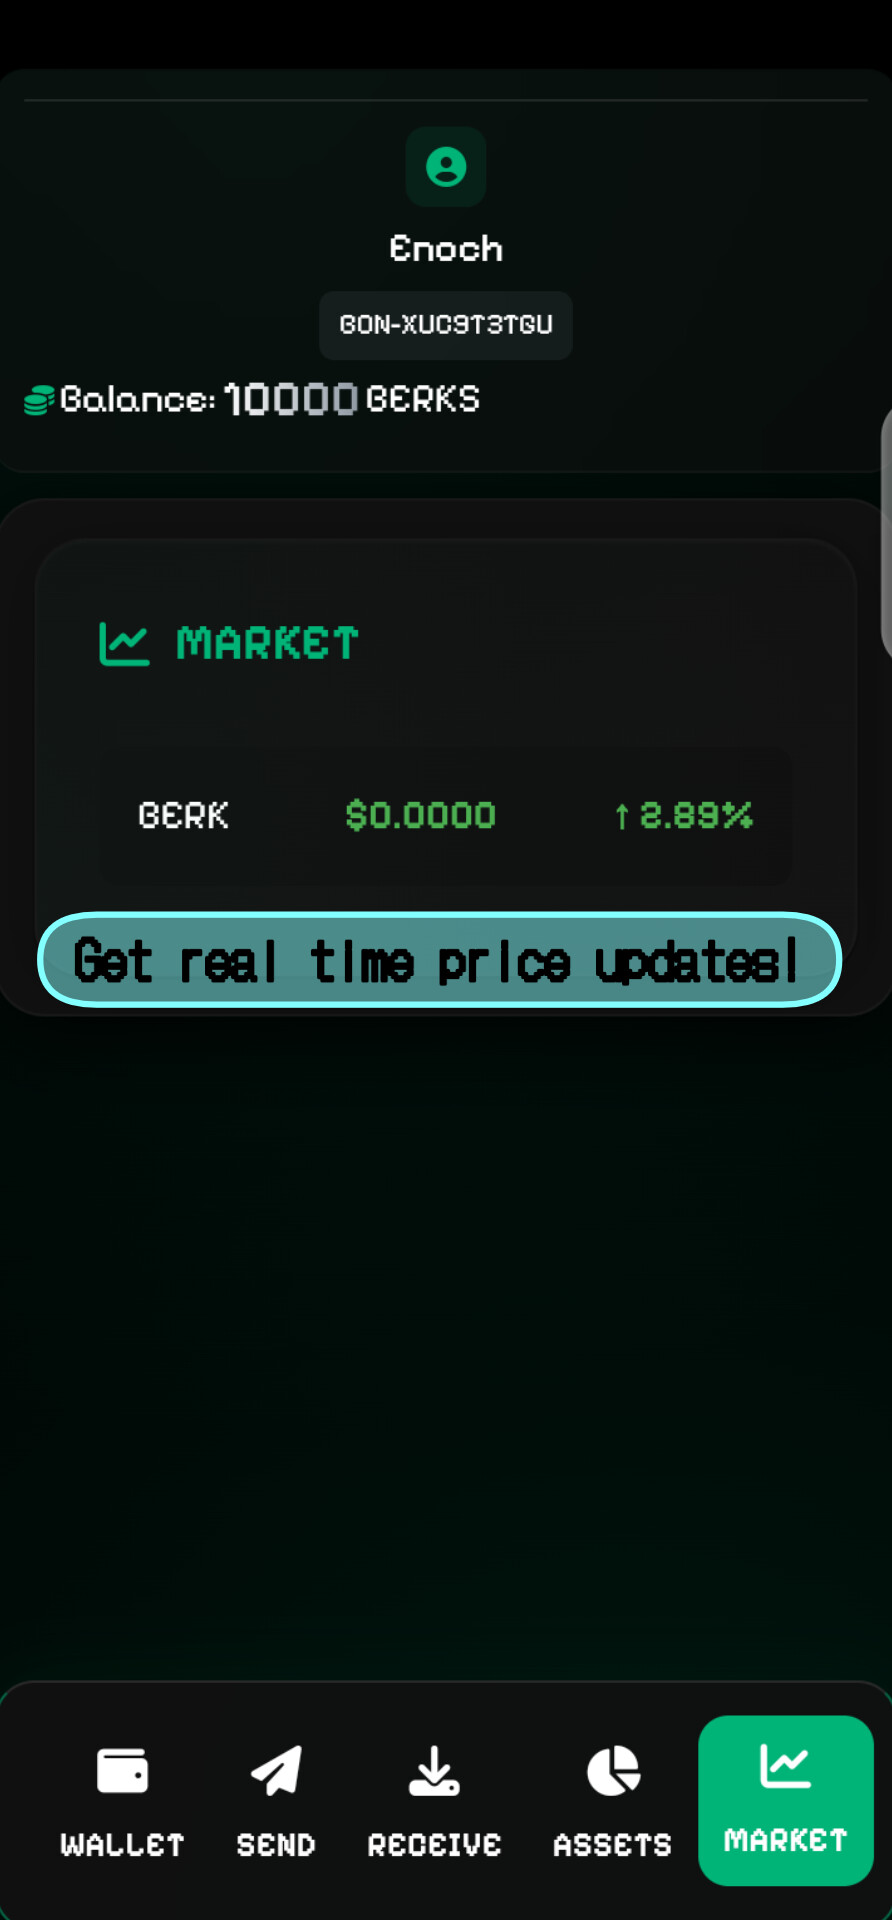 Enoch
BON-XUC9T3TGU
Balance: 10000 BERKS
MARKET
BERK $0.0000 ↑ 2.89%
Get real time price updates!
WALLET SEND RECEIVE ASSETS MARKET